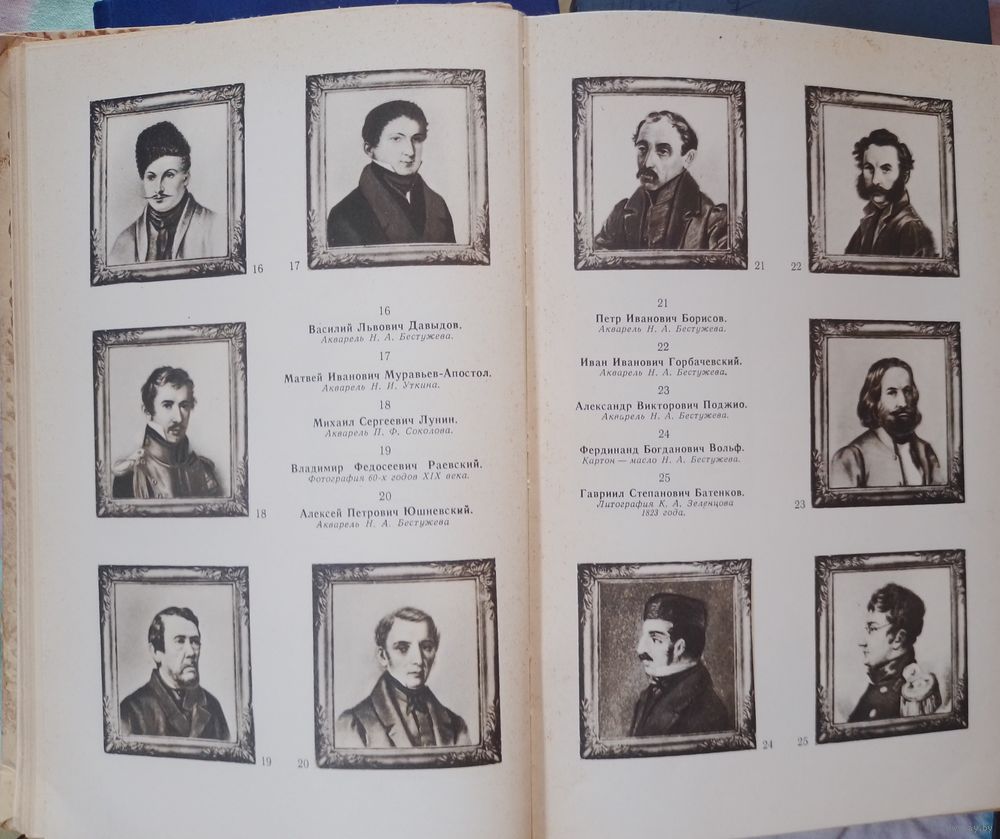 16
17
16
Василий Львович Давыдов.
Акварель Н. А. Бестужева.
17
Матвей Иванович Муравьев-Апостол.
Акварель Н. И. Уткина.
18
Михаил Сергеевич Лунин.
Акварель П. Ф. Соколова.
19
Владимир Федосеевич Раевский.
Фотография 60-х годов XIX века.
20
Алексей Петрович Юшневский.
Акварель Н. А. Бестужева
18
19
20
21
22
21
Петр Иванович Борисов.
Акварель Н. А. Бестужева.
22
Иван Иванович Горбачевский.
Акварель Н. А. Бестужева.
23
Александр Викторович Поджио.
Акварель Н. А. Бестужева.
24
Фердинанд Богданович Вольф.
Картон — масло Н. А. Бестужева.
25
Гавриил Степанович Батенков.
Литография К. А. Зеленцова
1823 года.
23
24
25
ay.by